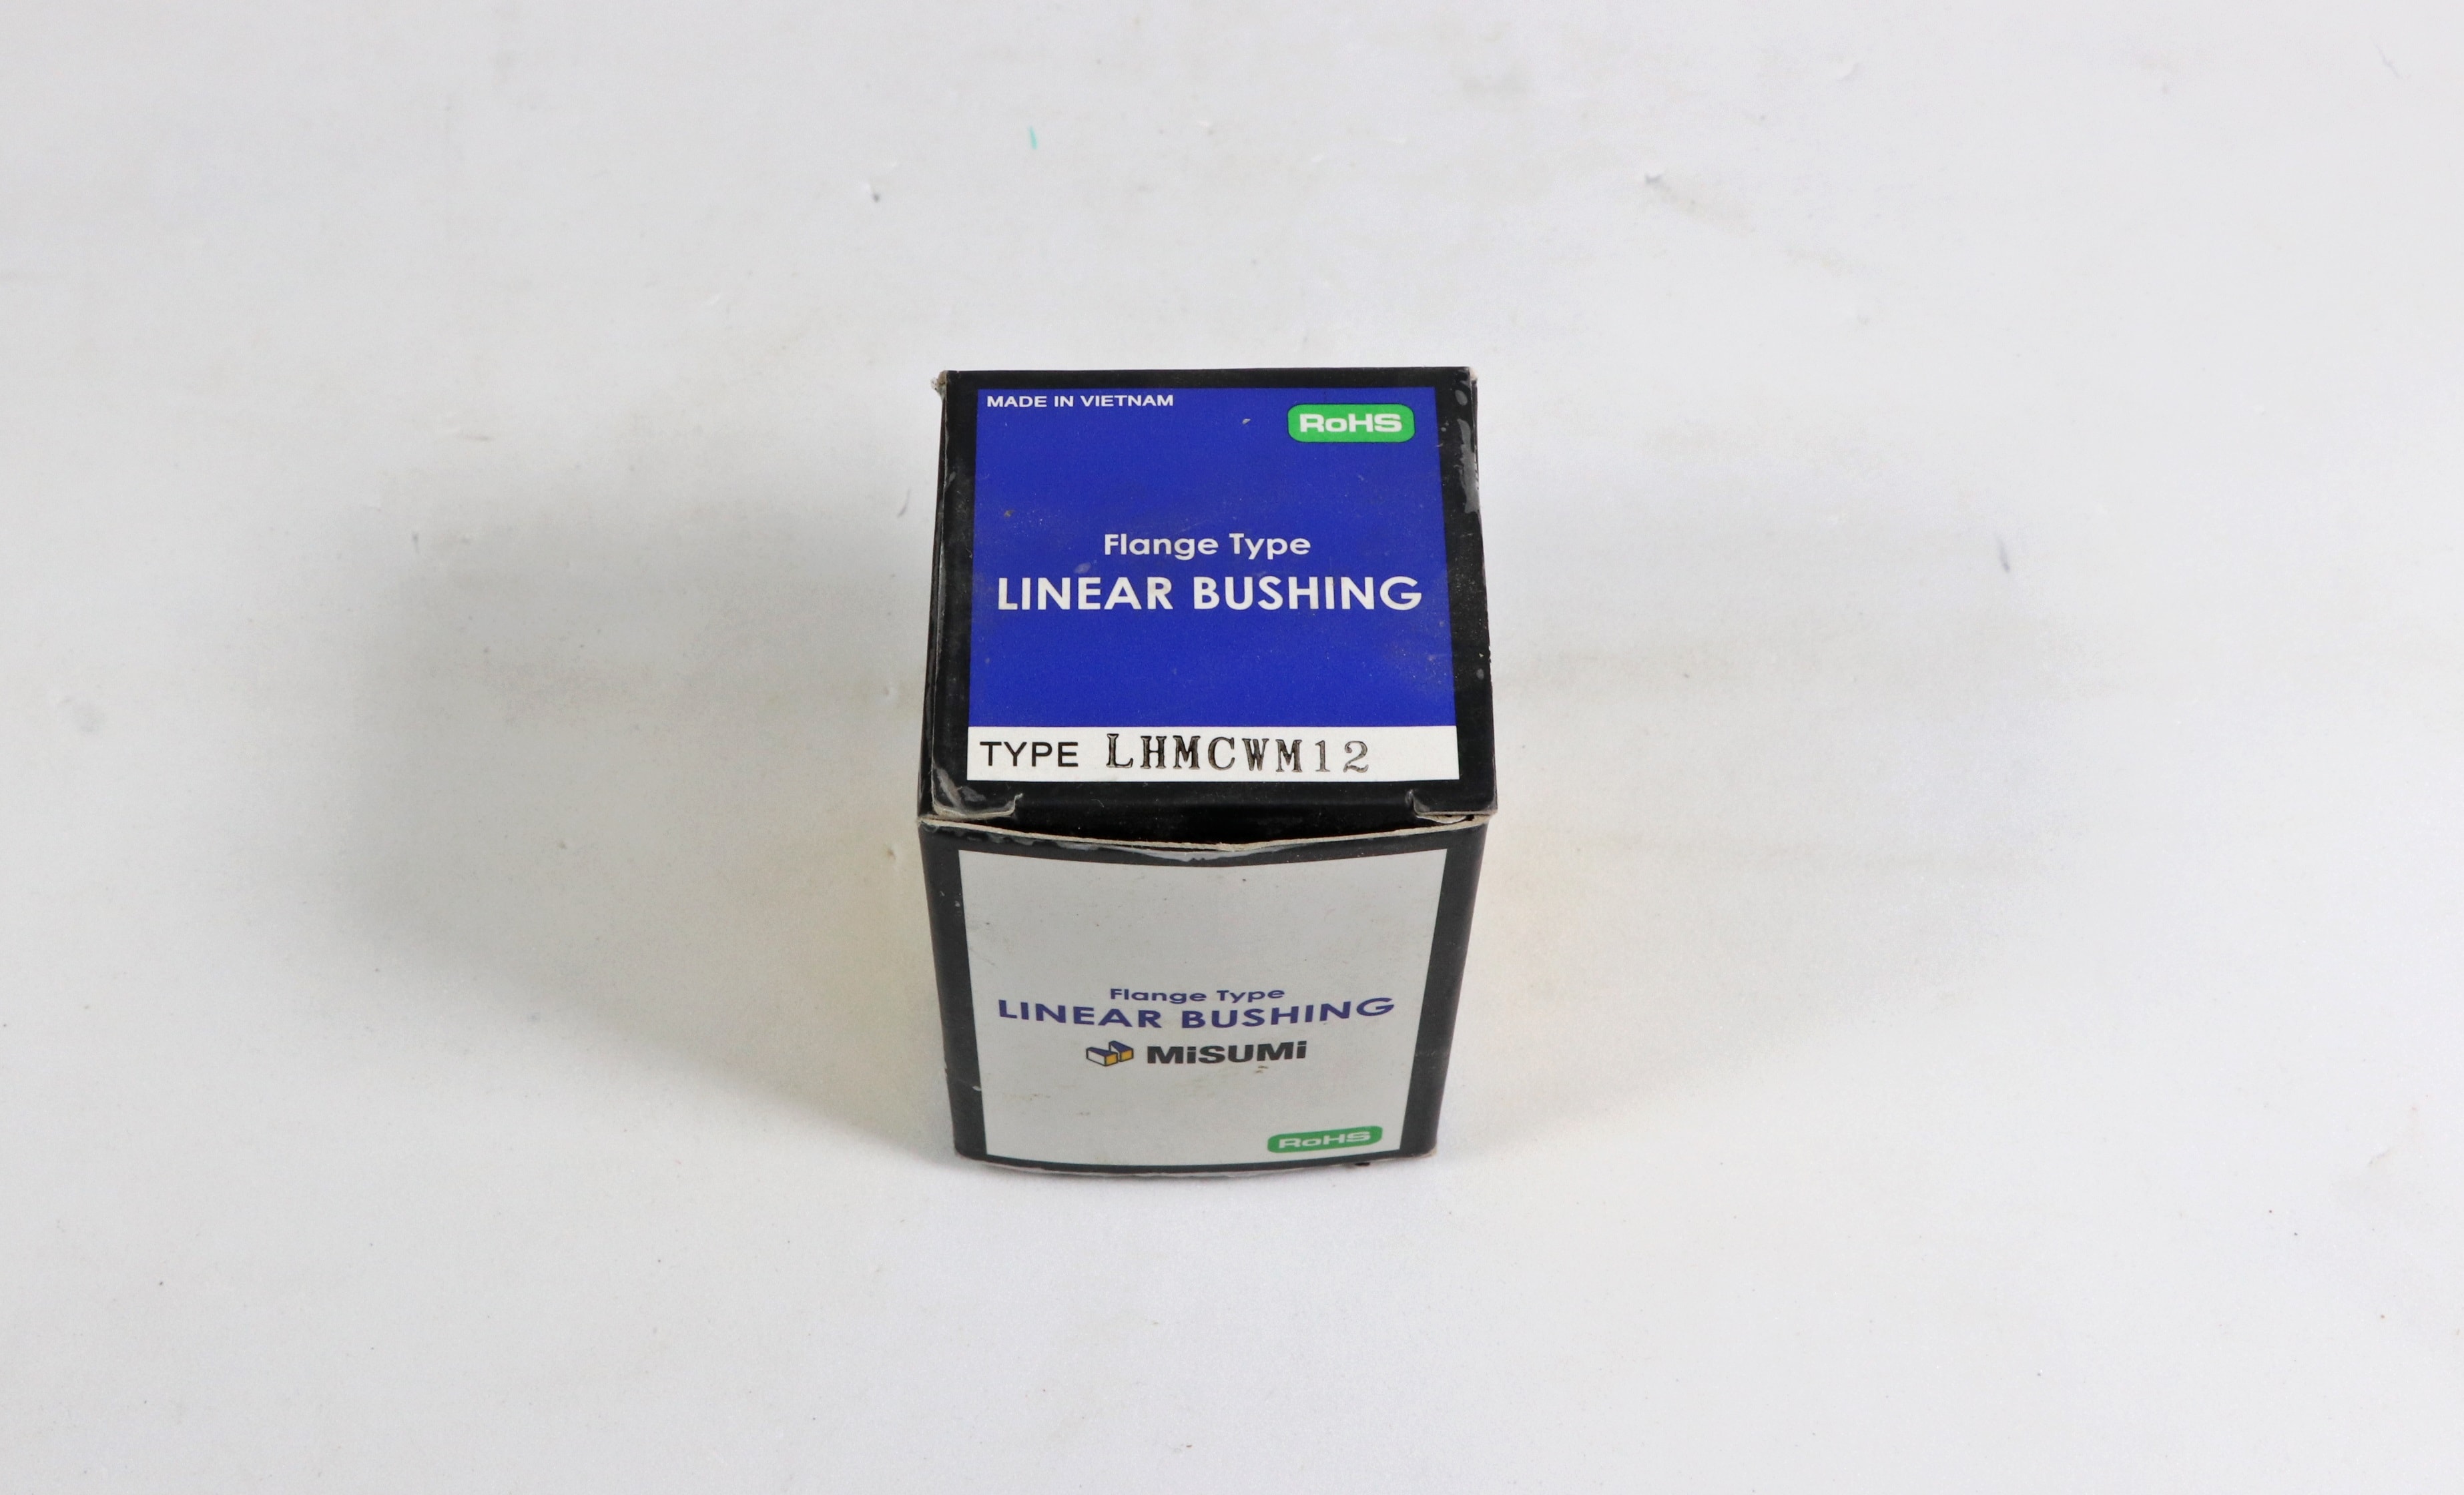 MADE IN VIETNAM
RoHS
Flange Type
LINEAR BUSHING
TYPE LHMCWM12
Flange Type
LINEAR BUSHING
MiSUMi
RoHS